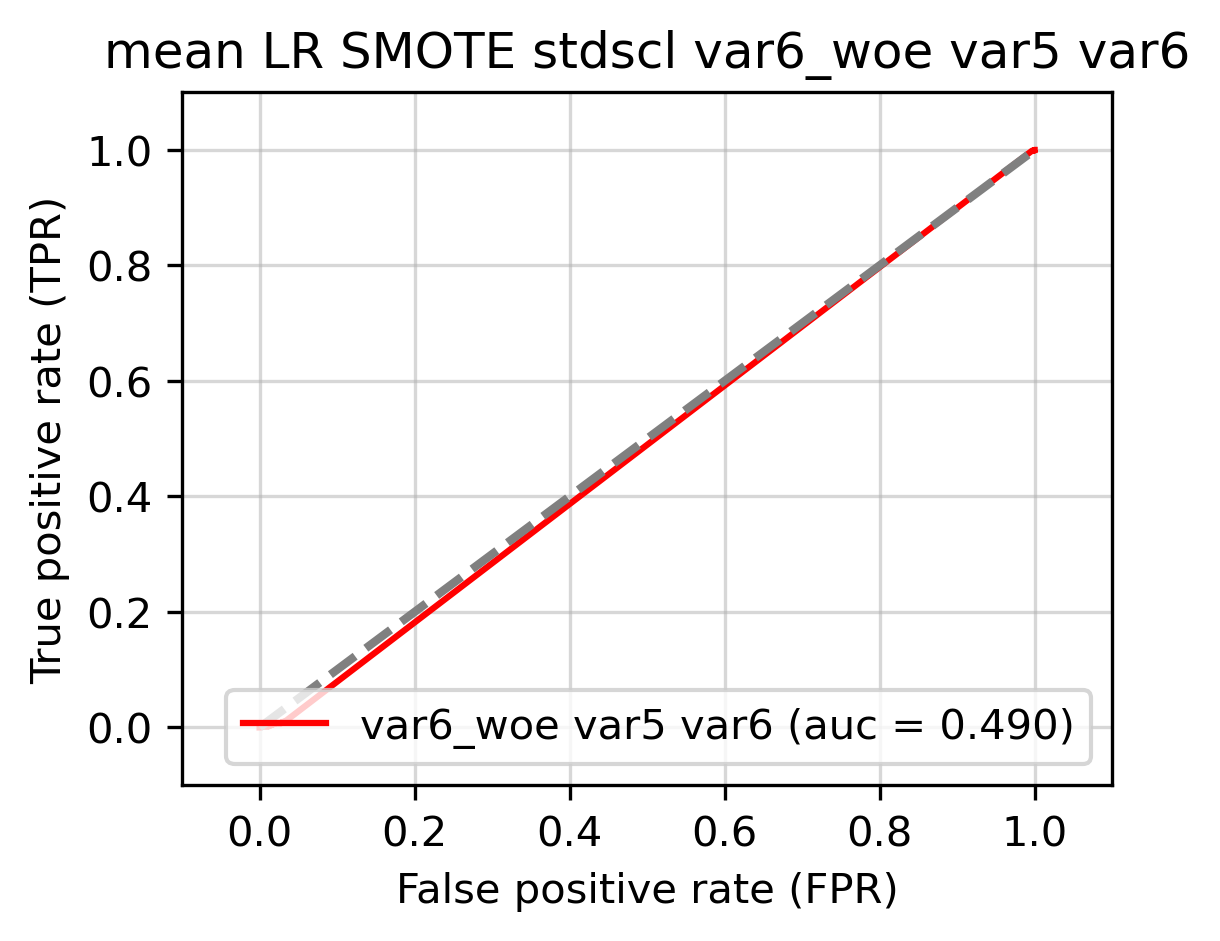 mean LR SMOTE stdscl var6_woe var5 var6
True positive rate (TPR)
1.0
0.8
0.6
0.4
0.2
0.0
var6_woe var5 var6 (auc = 0.490)
0.0 0.2 0.4 0.6 0.8 1.0
False positive rate (FPR)